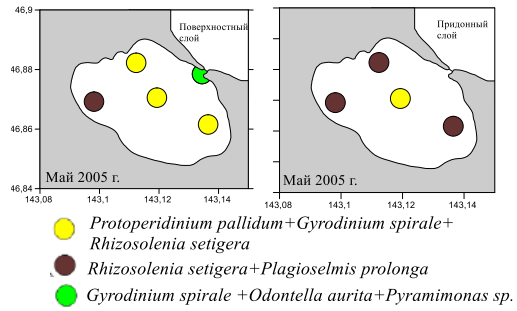 46,9
46,88
46,86
46,84
Поверхностный
слой
Май 2005 г.
143,08 143,1 143,12 143,14
Придонный
слой
Май 2005 г.
143,08 143,1 143,12 143,14
Protoperidinium pallidum+Gyrodinium spirale+
Rhizosolenia setigera
Rhizosolenia setigera+Plagioselmis prolonga
Gyrodinium spirale +Odontella aurita+Pyramimonas sp.